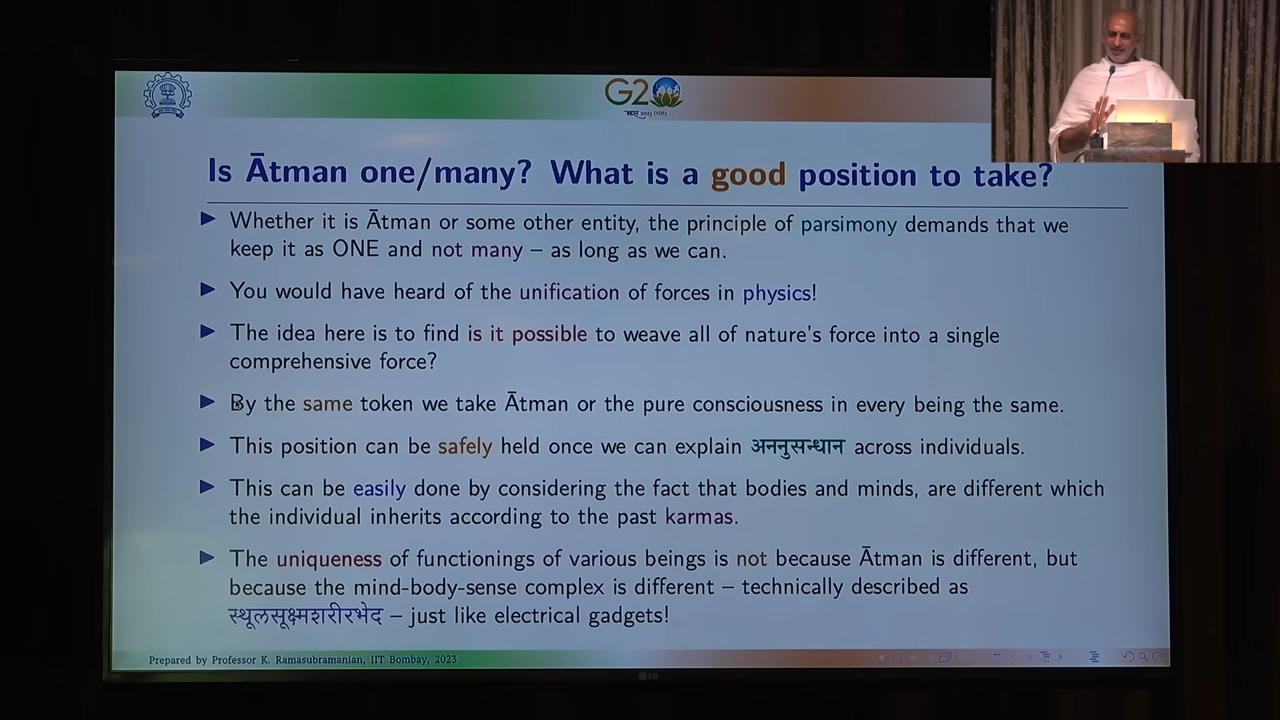 G20
भारत 2023 INDIA
Is Ātman one/many? What is a good position to take?
Whether it is Ātman or some other entity, the principle of parsimony demands that we
keep it as ONE and not many – as long as we can.
You would have heard of the unification of forces in physics!
The idea here is to find is it possible to weave all of nature's force into a single
comprehensive force?
By the same token we take Ātman or the pure consciousness in every being the same.
This position can be safely held once we can explain अननुसन्धान across individuals.
This can be easily done by considering the fact that bodies and minds, are different which
the individual inherits according to the past karmas.
The uniqueness of functionings of various beings is not because Ātman is different, but
because the mind-body-sense complex is different – technically described as
स्थूलसूक्ष्मशरीरभेद – just like electrical gadgets!
Prepared by Professor K. Ramasubramanian, IIT Bombay, 2023
LG